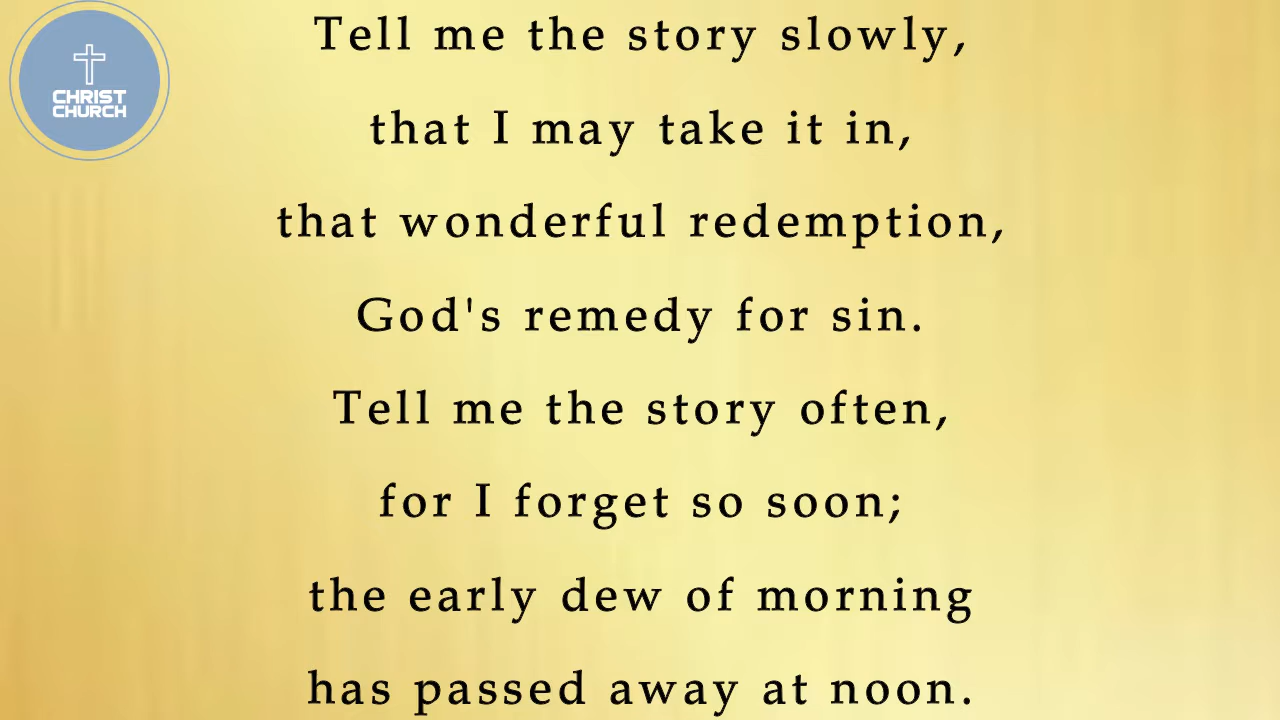 CHRIST
CHURCH
Tell me the story slowly,
that I may take it in,
that wonderful redemption,
God's remedy for sin.
Tell me the story often,
for I forget so soon;
the early dew of morning
has passed away at noon.